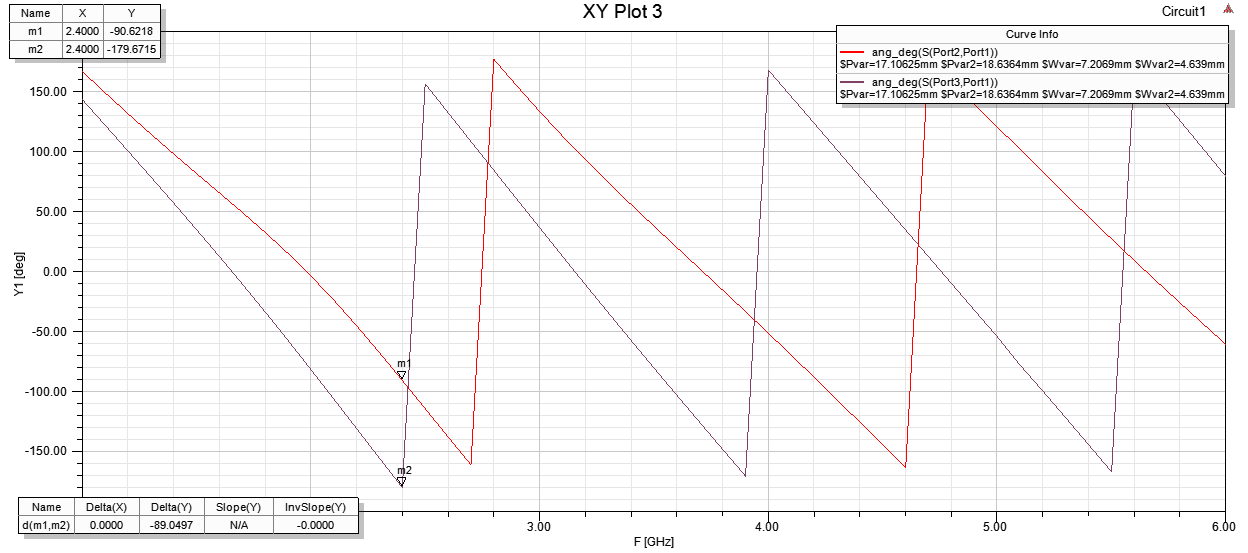 XY Plot 3
Circuit1
Name X Y
m1 2.4000 -90.6218
m2 2.4000 -179.6715
Curve Info
ang_deg(S(Port2,Port1))
$Pvar=17.10625mm $Pvar2=18.6364mm $Wvar=7.2069mm $Wvar2=4.639mm
ang_deg(S(Port3,Port1))
$Pvar=17.10625mm $Pvar2=18.6364mm $Wvar=7.2069mm $Wvar2=4.639mm
150.00
100.00
50.00
0.00
-50.00
-100.00
-150.00
Y1 [deg]
m1
m2
Name Delta(X) Delta(Y) Slope(Y) InvSlope(Y)
d(m1,m2) 0.0000 -89.0497 N/A -0.0000
3.00 4.00 5.00 6.00
F [GHz]